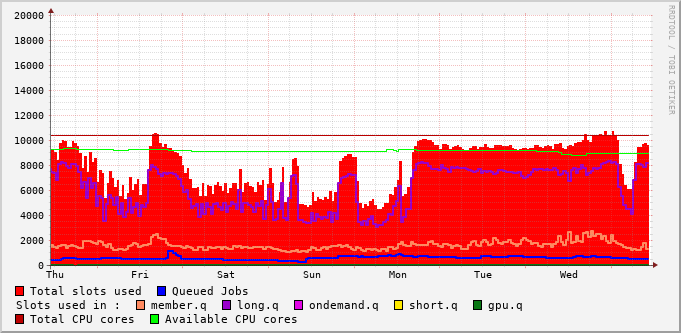 20000
18000
16000
14000
12000
10000
8000
6000
4000
2000
0
Thu Fri Sat Sun Mon Tue Wed
RRDTOOL / TOBI OETIKER
Total slots used Queued Jobs
Slots used in : member.q long.q ondemand.q short.q gpu.q
Total CPU cores Available CPU cores